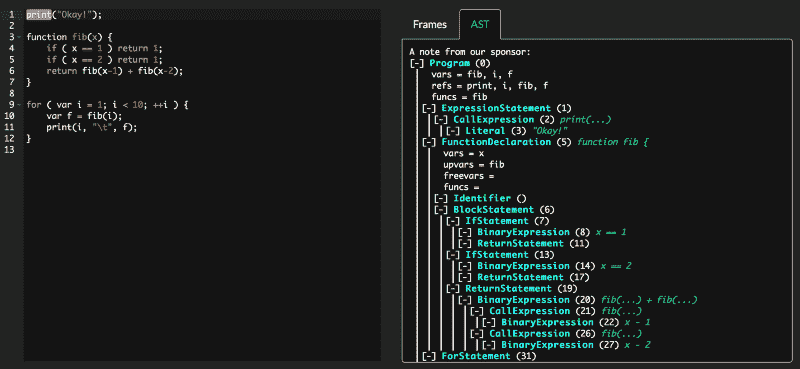 1 print("Okay!");
2
3 function fib(x) {
4 if ( x == 1 ) return 1;
5 if ( x == 2 ) return 1;
6 return fib(x-1) + fib(x-2);
7 }
8
9 for ( var i = 1; i < 10; ++i ) {
10 var f = fib(i);
11 print(i, "\t", f);
12 }
13
Frames AST
A note from our sponsor:
[-] Program (0)
vars = fib, i, f
refs = print, i, fib, f
funcs = fib
[-] ExpressionStatement (1)
[-] CallExpression (2) print(...)
[-] Literal (3) "Okay!"
[-] FunctionDeclaration (5) function fib {
vars = x
upvars = fib
freevars =
funcs =
[-] Identifier ()
[-] BlockStatement (6)
[-] IfStatement (7)
[-] BinaryExpression (8) x == 1
[-] ReturnStatement (11)
[-] IfStatement (13)
[-] BinaryExpression (14) x == 2
[-] ReturnStatement (17)
[-] ReturnStatement (19)
[-] BinaryExpression (20) fib(...) + fib(...)
[-] CallExpression (21) fib(...)
[-] BinaryExpression (22) x - 1
[-] CallExpression (26) fib(...)
[-] BinaryExpression (27) x - 2
[-] ForStatement (31)